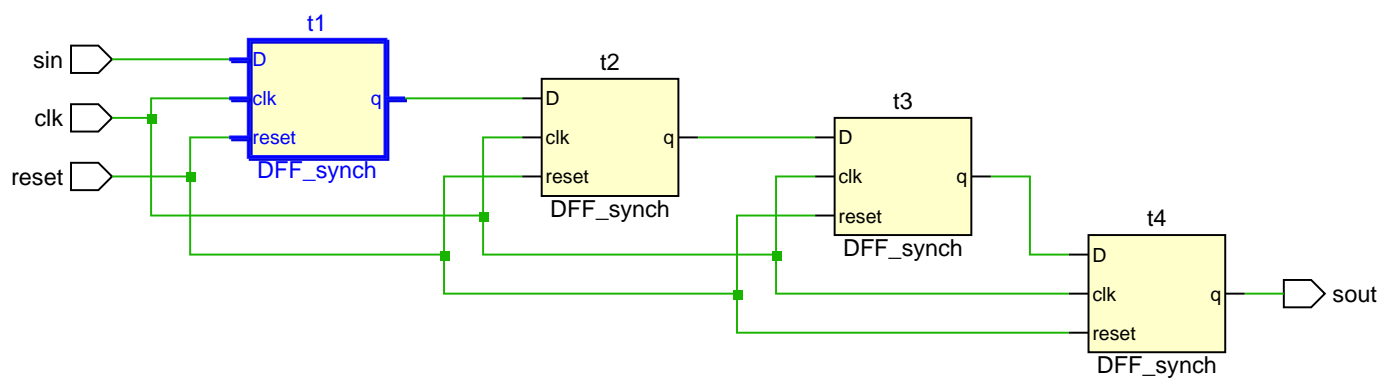 t1
sin
D
clk
clk
q
reset
reset
DFF_synch
t2
D
clk
q
reset
DFF_synch
t3
D
clk
q
reset
DFF_synch
t4
D
clk
q
reset
DFF_synch
sout